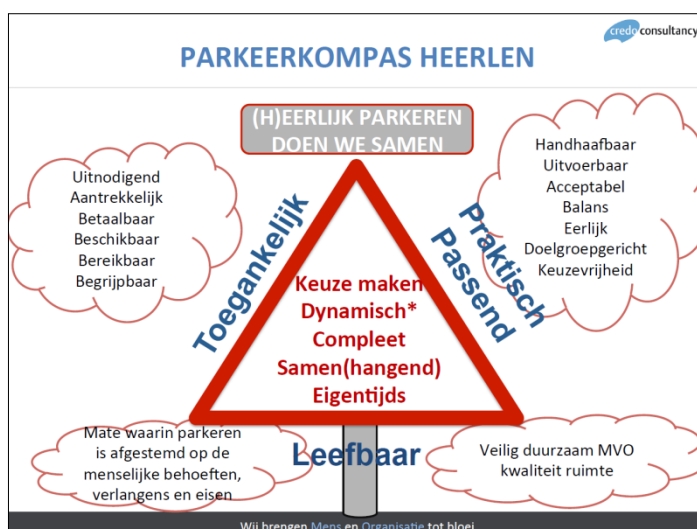 credo consultancy
PARKEERKOMPAS HEERLEN
(H)EERLIJK PARKEREN
DOEN WE SAMEN
Uitnodigend
Aantrekkelijk
Betaalbaar
Beschikbaar
Bereikbaar
Begrijpbaar
Toegankelijk
Praktisch
Passend
Handhaafbaar
Uitvoerbaar
Acceptabel
Balans
Eerlijk
Doelgroepgericht
Keuzevrijheid
Keuze maken
Dynamisch*
Compleet
Samen(hangend)
Eigentijds
Mate waarin parkeren
is afgestemd op de
menselijke behoeften,
verlangens en eisen
Leefbaar
Veilig duurzaam MVO
kwaliteit ruimte
Wij brengen Mens en Organisatie tot bloei